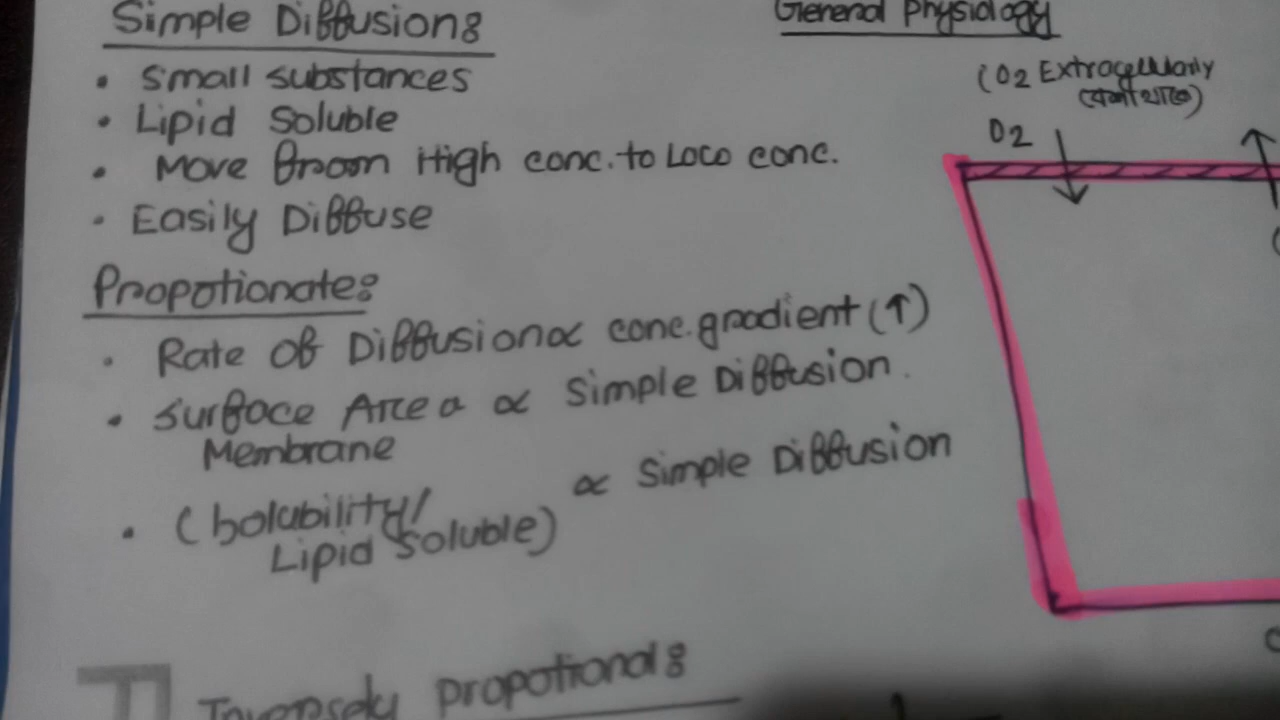 Simple Diffusion:
• Small substances
• Lipid Soluble
• Move from High conc. to Low conc.
• Easily Diffuse
Propotionate:
• Rate of Diffusion ∝ conc. gradient (↑)
• Surface Area ∝ Simple Diffusion.
Membrane
• (Solubility/ ∝ Simple Diffusion
Lipid Soluble)
Inversely Propotional:
General Physiology
(O2 Extracellularly
O2